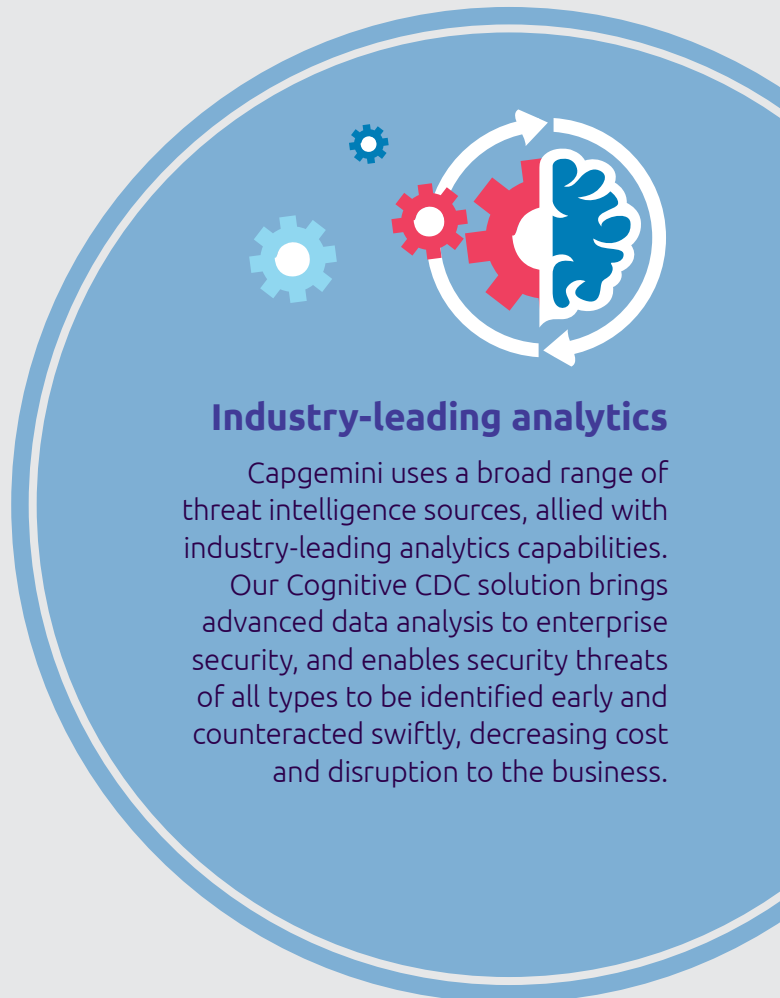 Industry-leading analytics
Capgemini uses a broad range of
threat intelligence sources, allied with
industry-leading analytics capabilities.
Our Cognitive CDC solution brings
advanced data analysis to enterprise
security, and enables security threats
of all types to be identified early and
counteracted swiftly, decreasing cost
and disruption to the business.